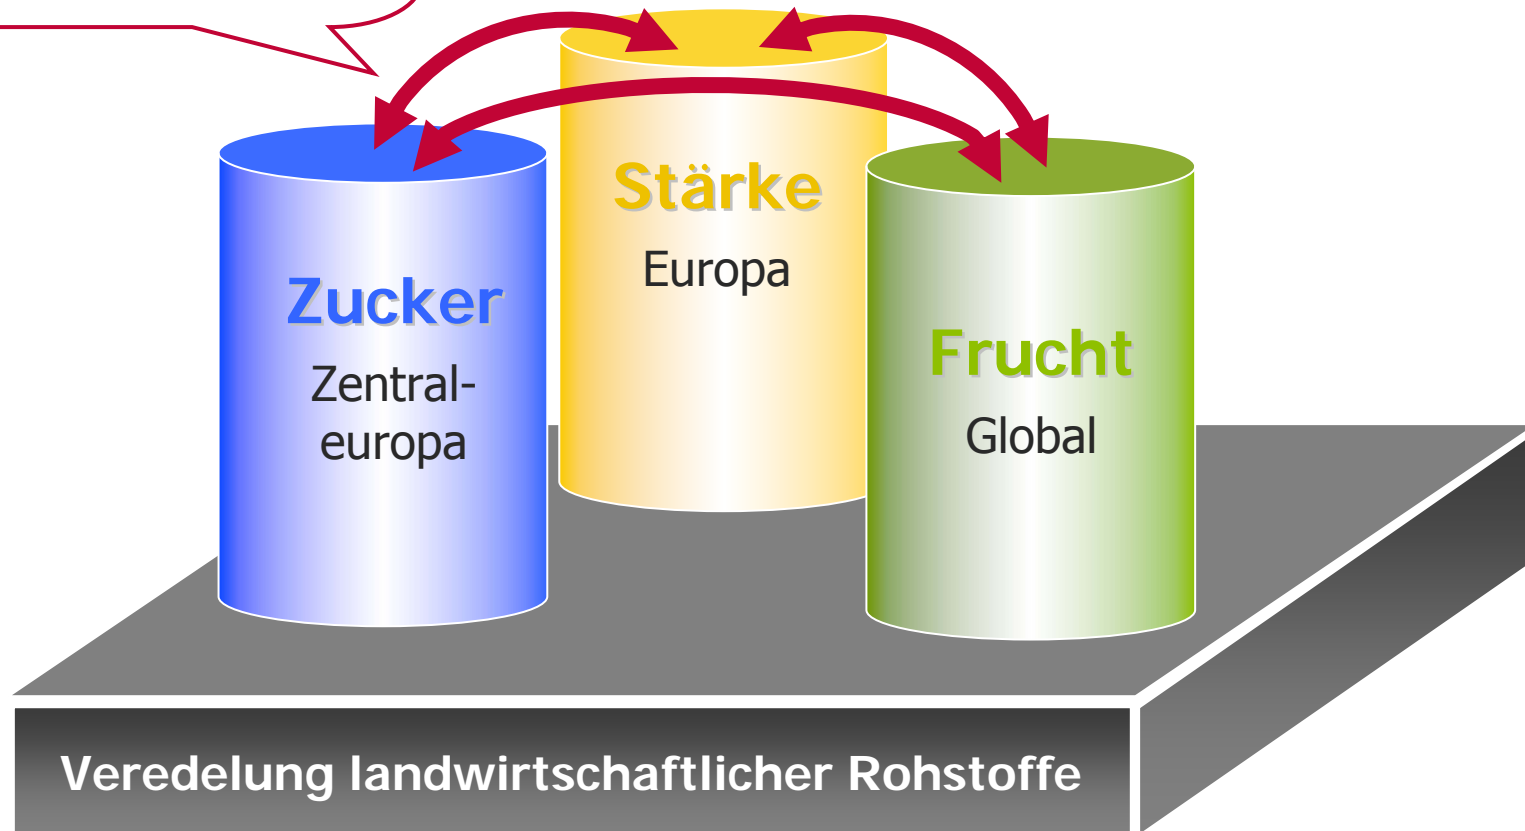 Stärke
Europa
Zucker
Zentral-
europa
Frucht
Global
Veredelung landwirtschaftlicher Rohstoffe